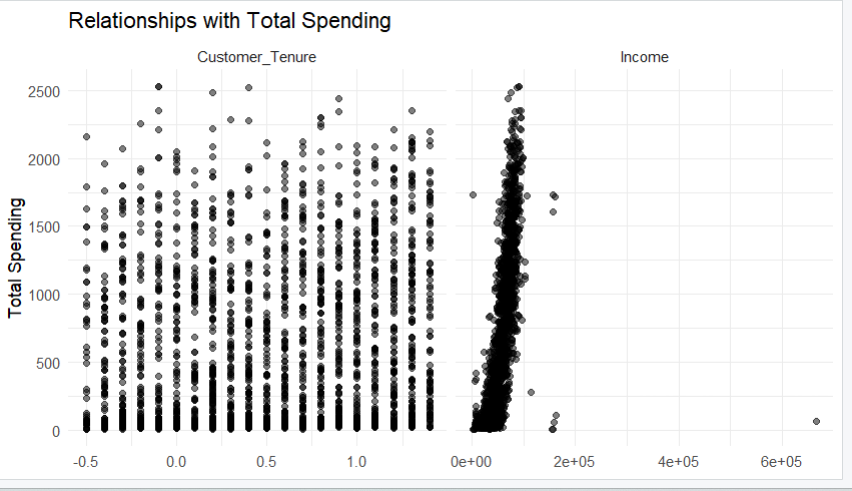 Relationships with Total Spending
Customer_Tenure
Income
Total Spending
2500
2000
1500
1000
500
0
-0.5
0.0
0.5
1.0
0e+00
2e+05
4e+05
6e+05